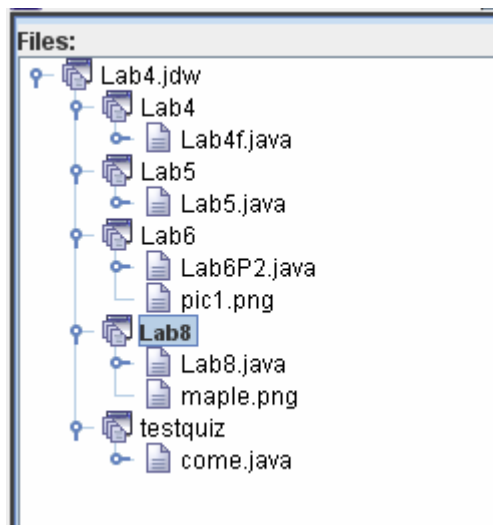 Files:
Lab4.jdw
Lab4
Lab4f.java
Lab5
Lab5.java
Lab6
Lab6P2.java
pic1.png
Lab8
Lab8.java
maple.png
testquiz
come.java